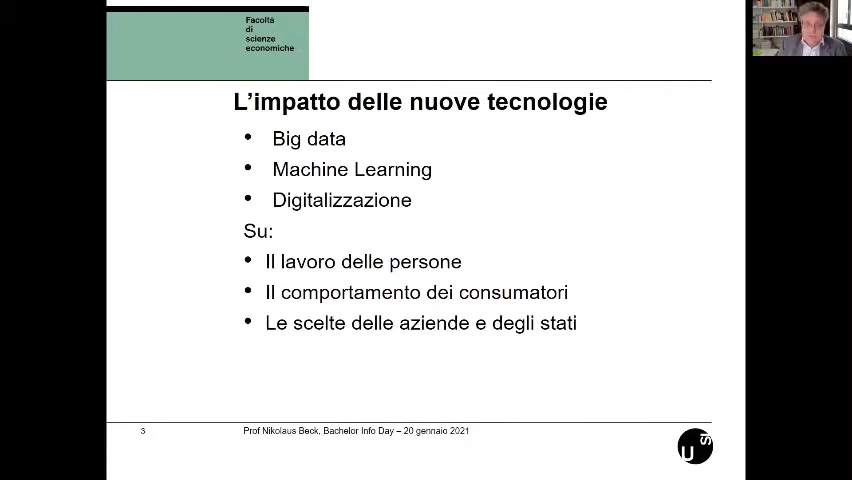 Facoltà
di
scienze
economiche
L'impatto delle nuove tecnologie
• Big data
• Machine Learning
• Digitalizzazione
Su:
• Il lavoro delle persone
• Il comportamento dei consumatori
• Le scelte delle aziende e degli stati
3
Prof Nikolaus Beck, Bachelor Info Day – 20 gennaio 2021
U
SI